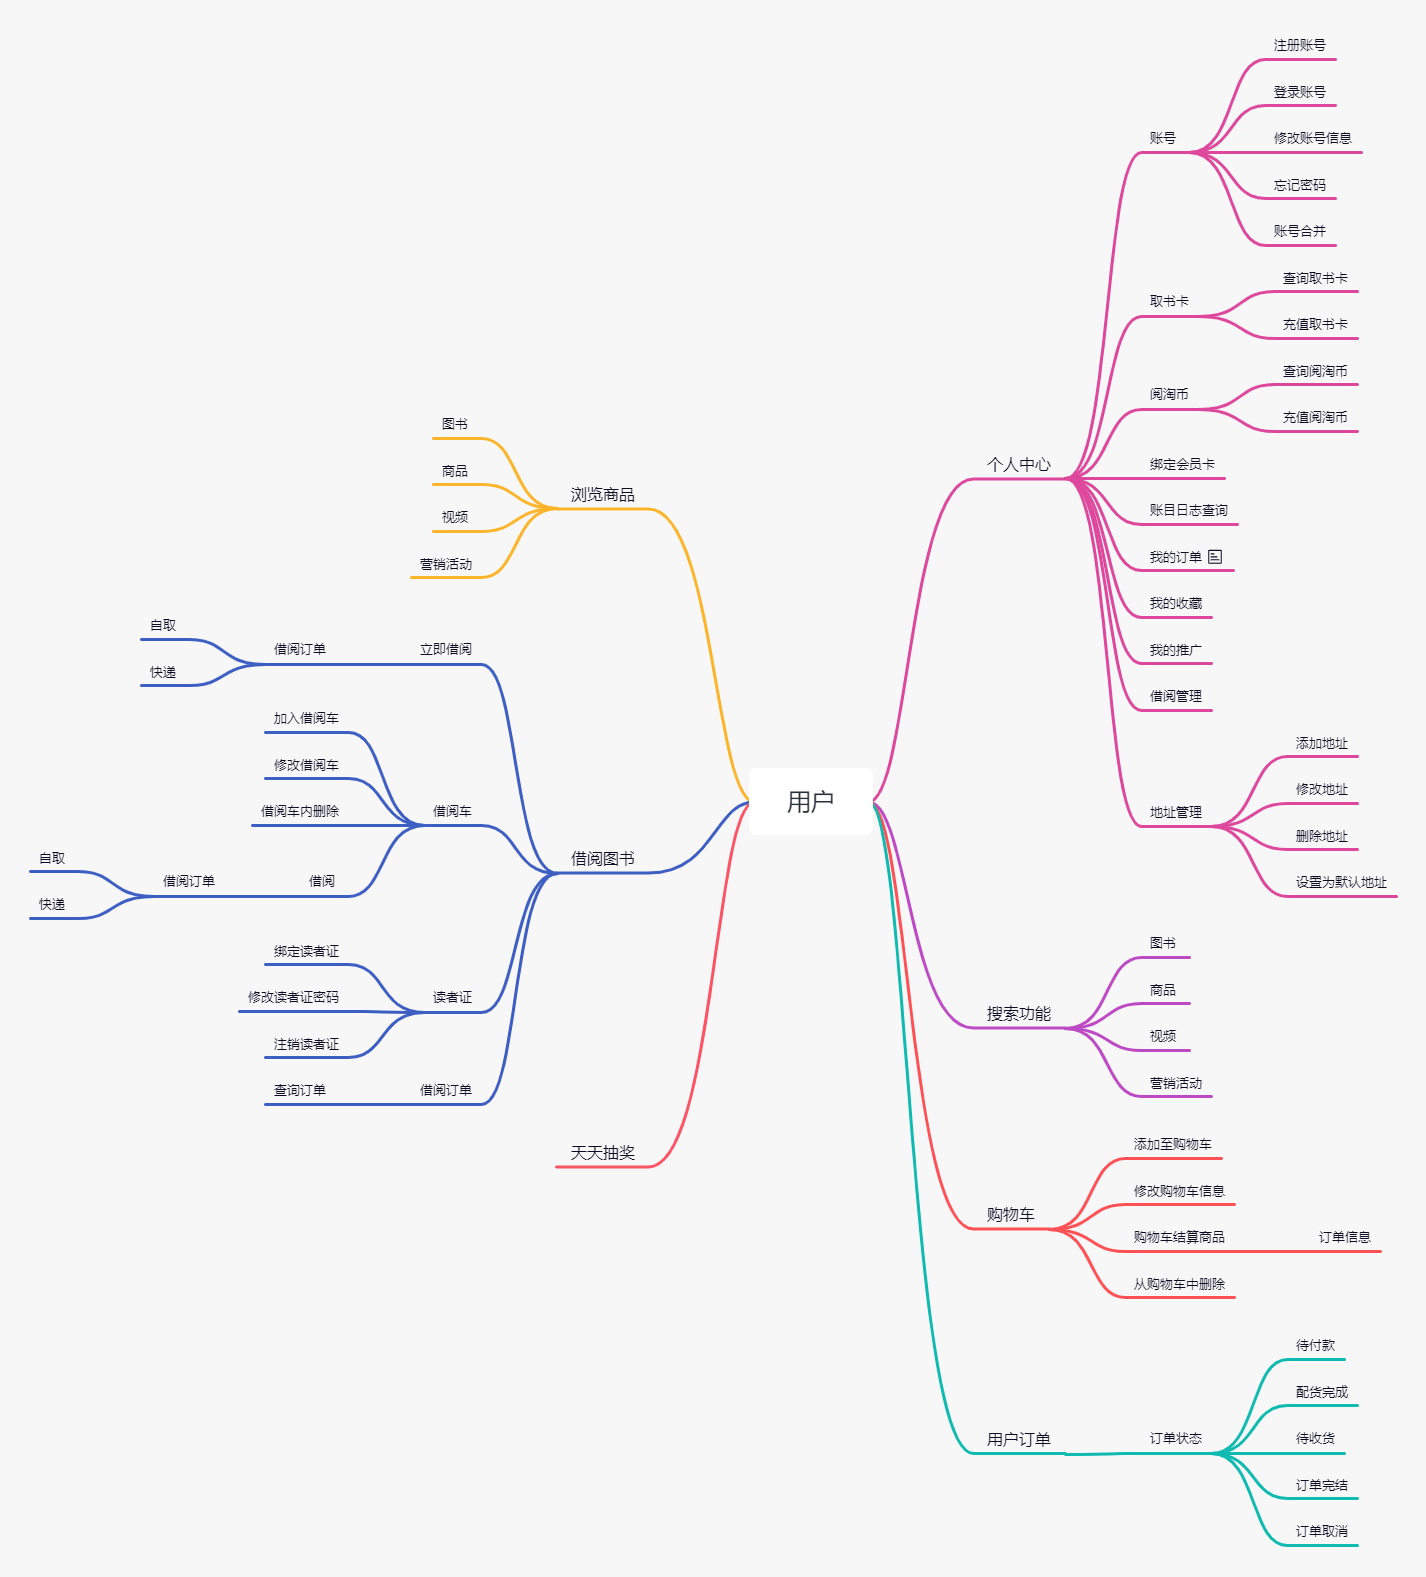 用户
个人中心
账号
注册账号
登录账号
修改账号信息
忘记密码
账号合并
取书卡
查询取书卡
充值取书卡
阅淘币
查询阅淘币
充值阅淘币
绑定会员卡
账目日志查询
我的订单
我的收藏
我的推广
借阅管理
地址管理
添加地址
修改地址
删除地址
设置为默认地址
搜索功能
图书
商品
视频
营销活动
购物车
添加至购物车
修改购物车信息
购物车结算商品
订单信息
从购物车中删除
用户订单
订单状态
待付款
配货完成
待收货
订单完结
订单取消
浏览商品
图书
商品
视频
营销活动
借阅图书
立即借阅
借阅订单
自取
快递
借阅车
加入借阅车
修改借阅车
借阅车内删除
借阅
借阅订单
自取
快递
读者证
绑定读者证
修改读者证密码
注销读者证
借阅订单
查询订单
天天抽奖